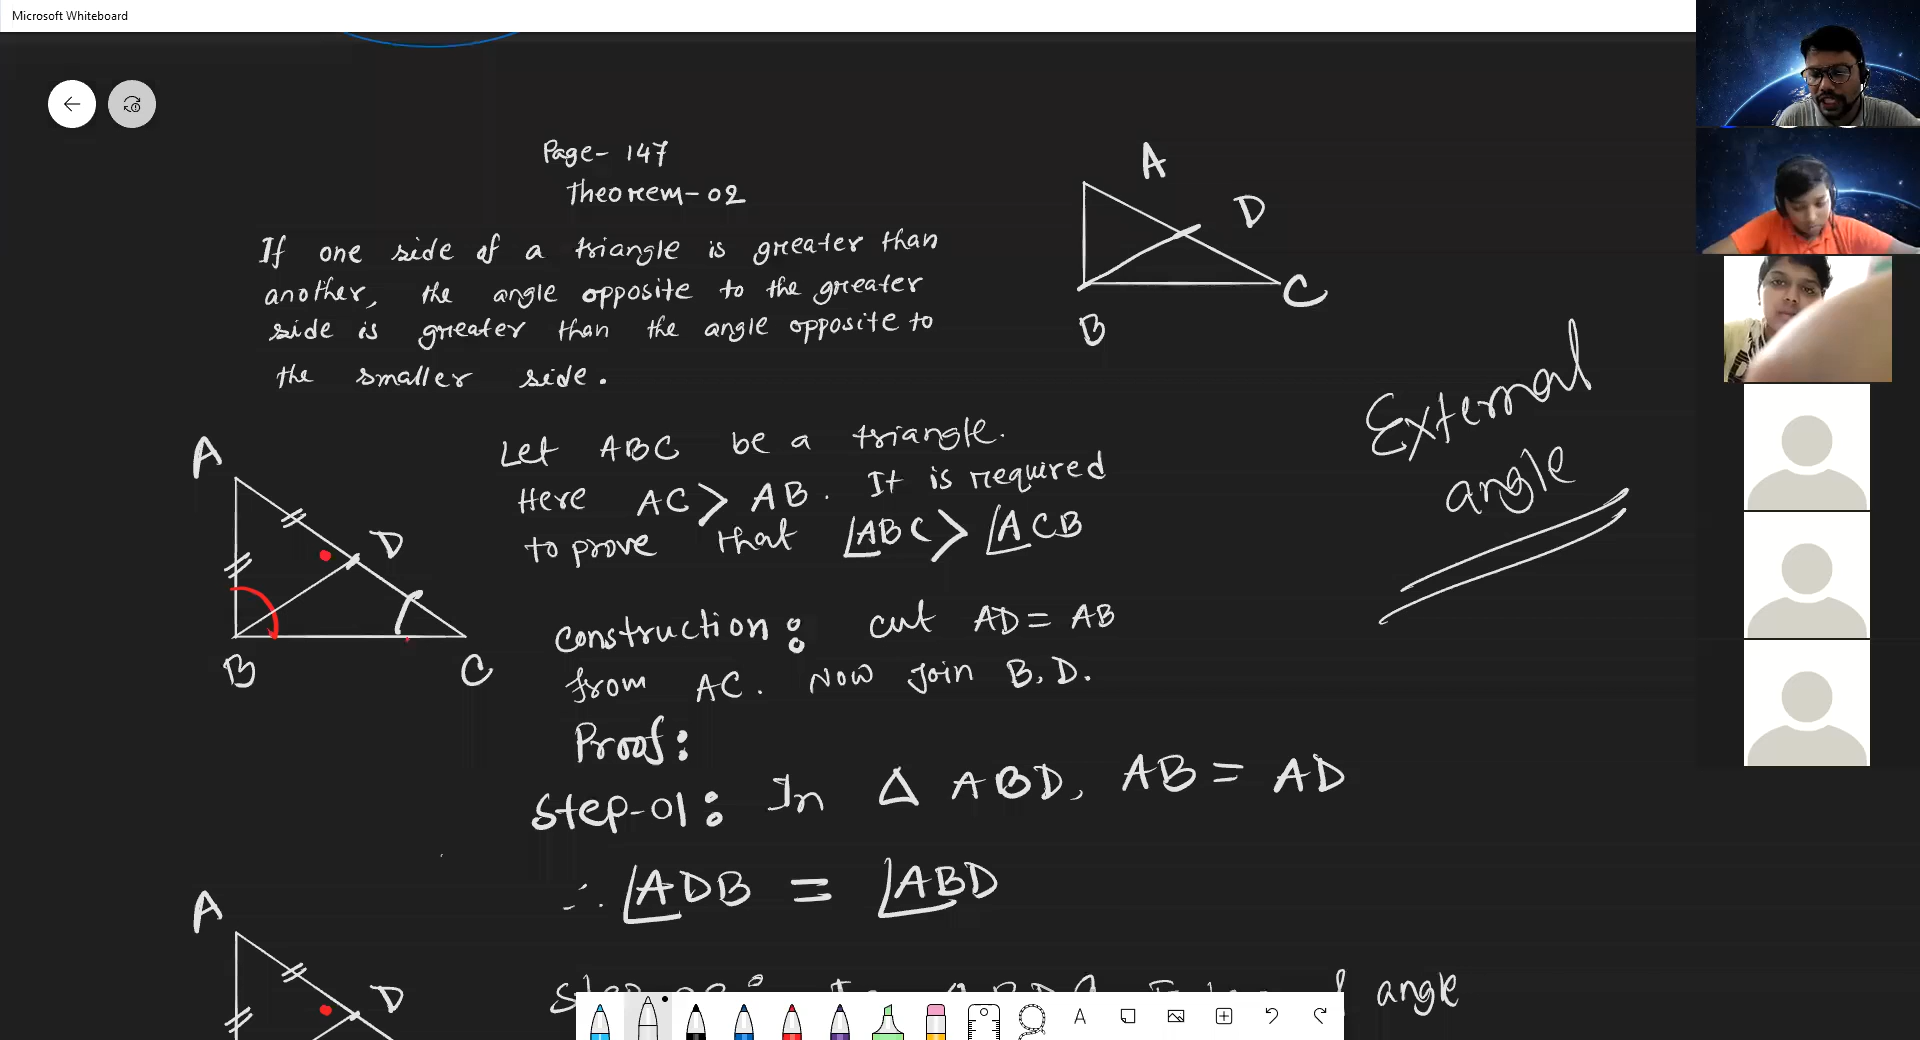 Microsoft Whiteboard
Page- 147
Theorem-02
If one side of a triangle is greater than
another, the angle opposite to the greater
side is greater than the angle opposite to
the smaller side.
A
D
B
C
External
angle
A
D
B
C
Let ABC be a triangle.
Here AC > AB. It is required
to prove that ∠ABC > ∠ACB
construction: cut AD = AB
from AC. Now join B, D.
Proof:
Step-01: In Δ ABD, AB = AD
∴ ∠ADB = ∠ABD
A
D
angle
A